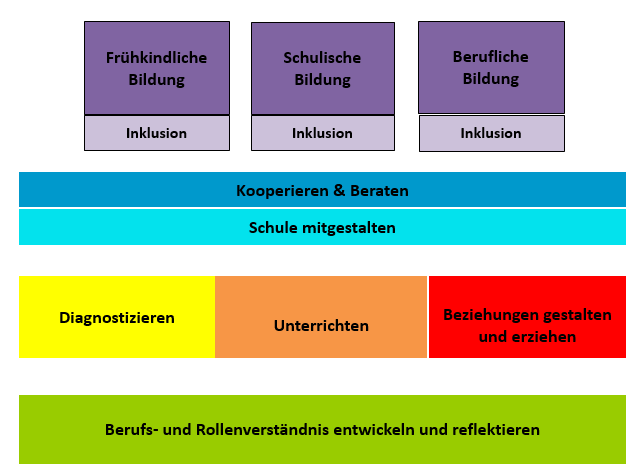 Frühkindliche
Bildung
Schulische
Bildung
Berufliche
Bildung
Inklusion
Inklusion
Inklusion
Kooperieren & Beraten
Schule mitgestalten
Diagnostizieren
Unterrichten
Beziehungen gestalten
und erziehen
Berufs- und Rollenverständnis entwickeln und reflektieren